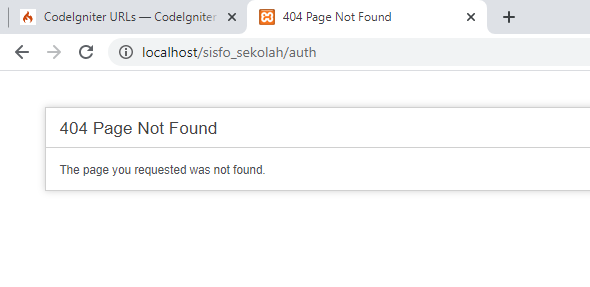 CodeIgniter URLs — CodeIgniter
404 Page Not Found
localhost/sisfo_sekolah/auth
404 Page Not Found
The page you requested was not found.